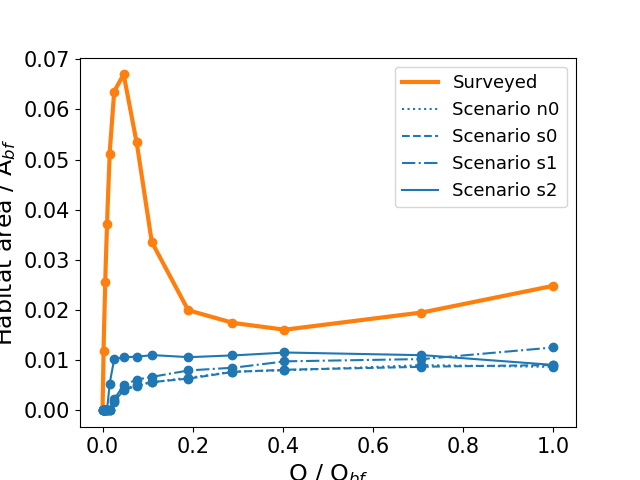 0.07
0.06
0.05
0.04
0.03
0.02
0.01
0.00
Habitat area / A_bf
0.0 0.2 0.4 0.6 0.8 1.0
Q / Q_bf
Surveyed
Scenario n0
Scenario s0
Scenario s1
Scenario s2